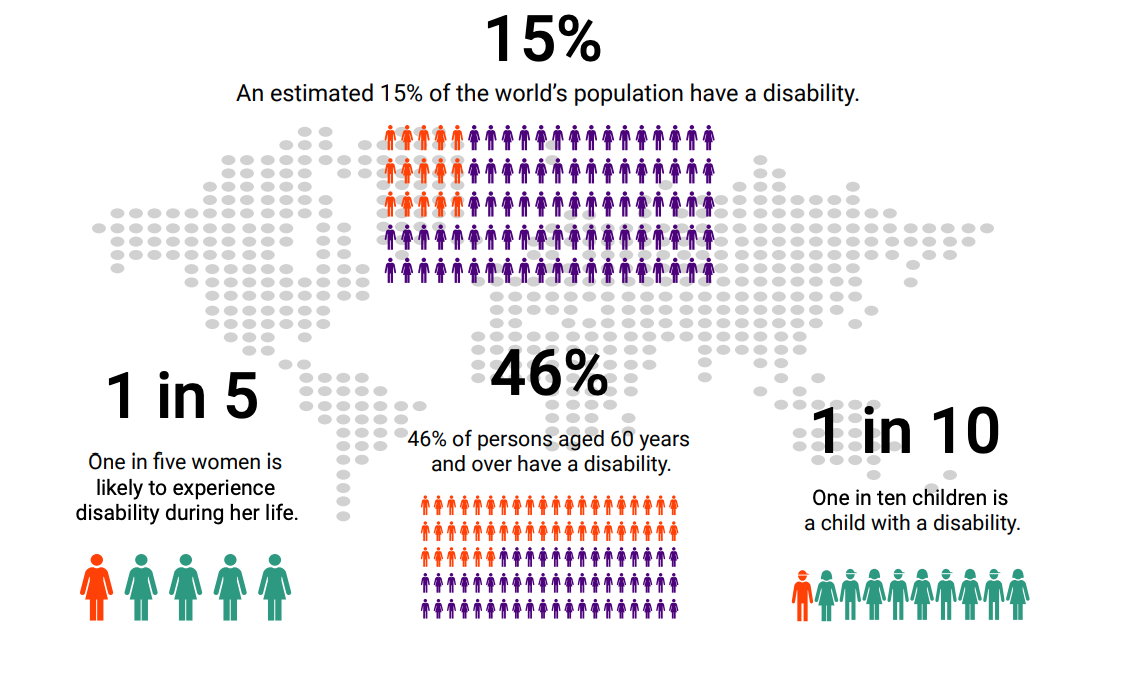 15%
An estimated 15% of the world's population have a disability.
1 in 5
One in five women is
likely to experience
disability during her life.
46%
46% of persons aged 60 years
and over have a disability.
1 in 10
One in ten children is
a child with a disability.